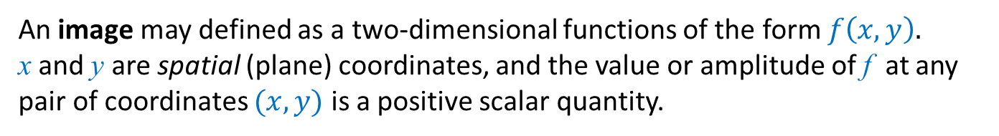 An image may defined as a two-dimensional functions of the form f(x, y).
x and y are spatial (plane) coordinates, and the value or amplitude of f at any
pair of coordinates (x, y) is a positive scalar quantity.